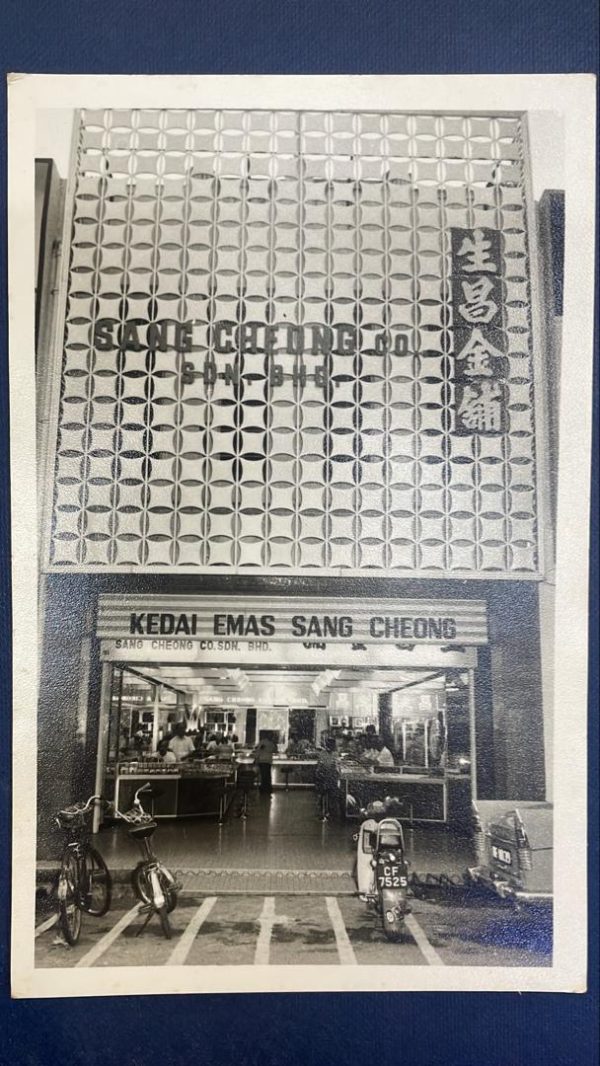 SANG CHEONG CO.
SDN. BHD.
生昌金舖
KEDAI EMAS SANG CHEONG
SANG CHEONG CO. SDN. BHD.
CF
7525